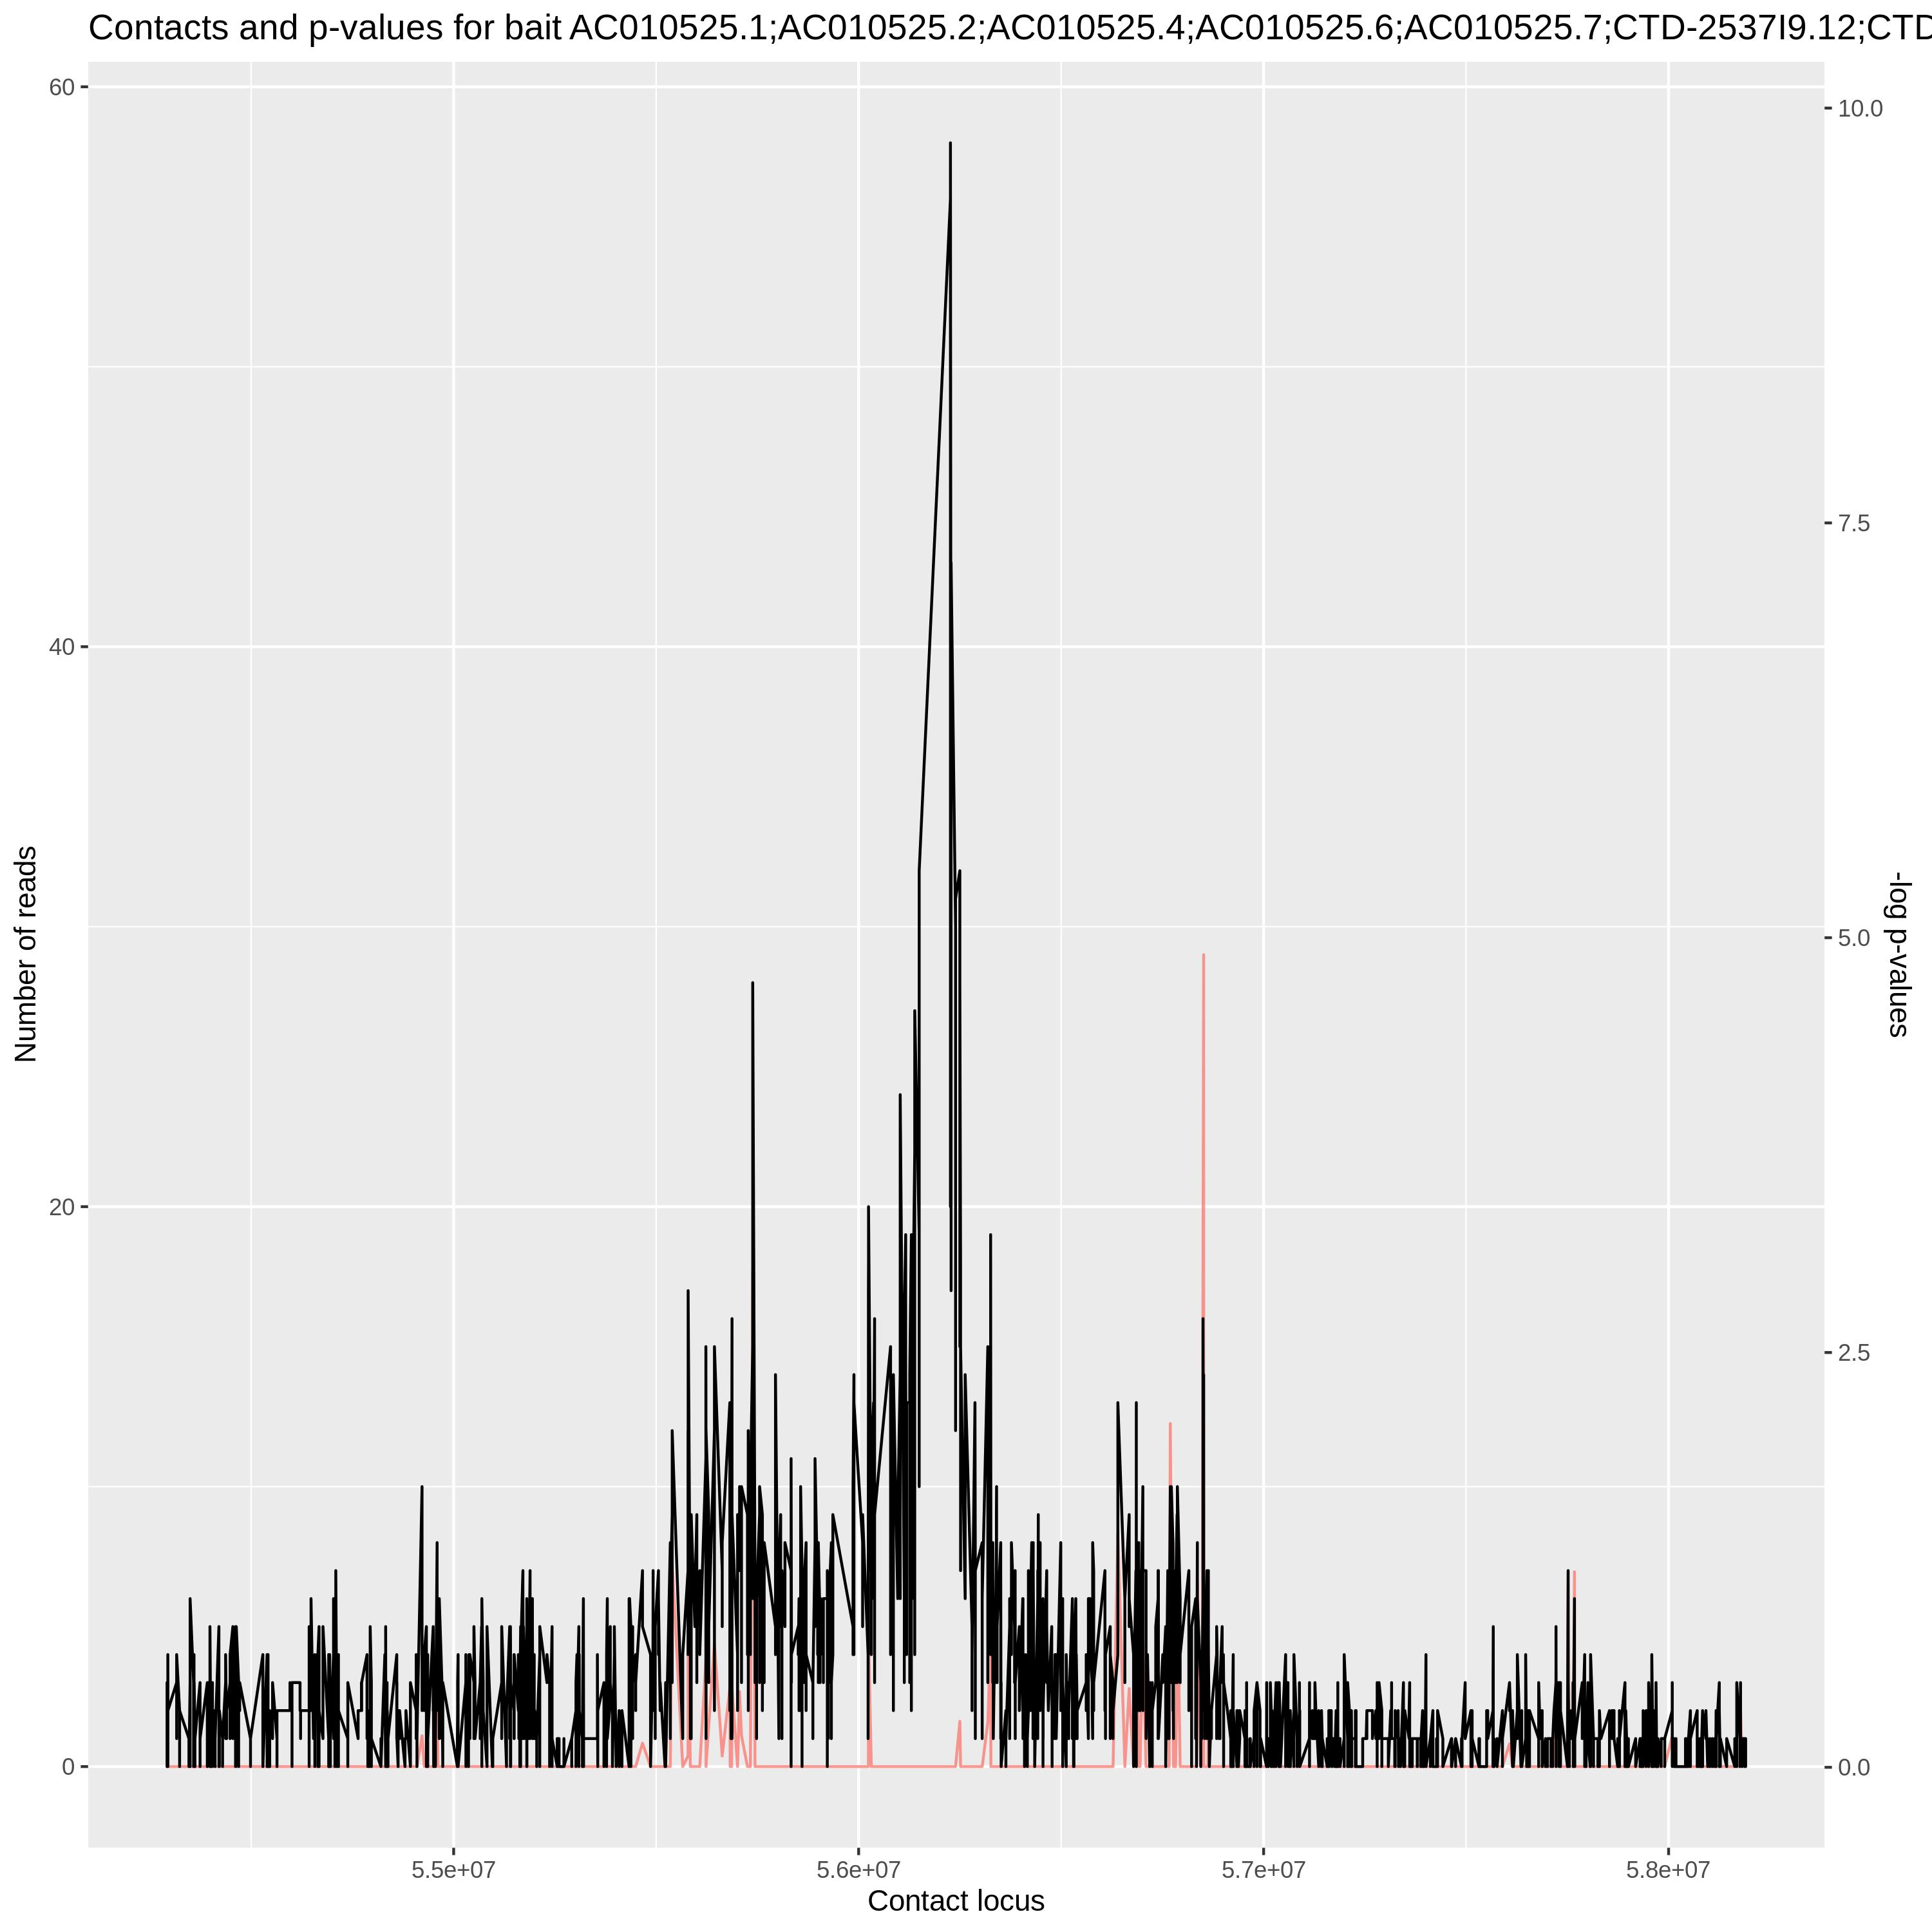 Contacts and p-values for bait AC010525.1;AC010525.2;AC010525.4;AC010525.6;AC010525.7;CTD-2537I9.12;CTD
60
40
20
0
Number of reads
10.0
7.5
5.0
2.5
0.0
-log p-values
5.5e+07
5.6e+07
5.7e+07
5.8e+07
Contact locus